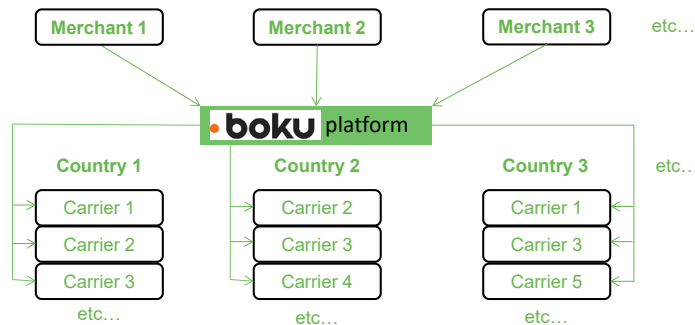 Merchant 1 Merchant 2 Merchant 3 etc…
boku platform
Country 1 Country 2 Country 3 etc…
Carrier 1 Carrier 2 Carrier 1
Carrier 2 Carrier 3 Carrier 3
Carrier 3 Carrier 4 Carrier 5
etc… etc… etc…